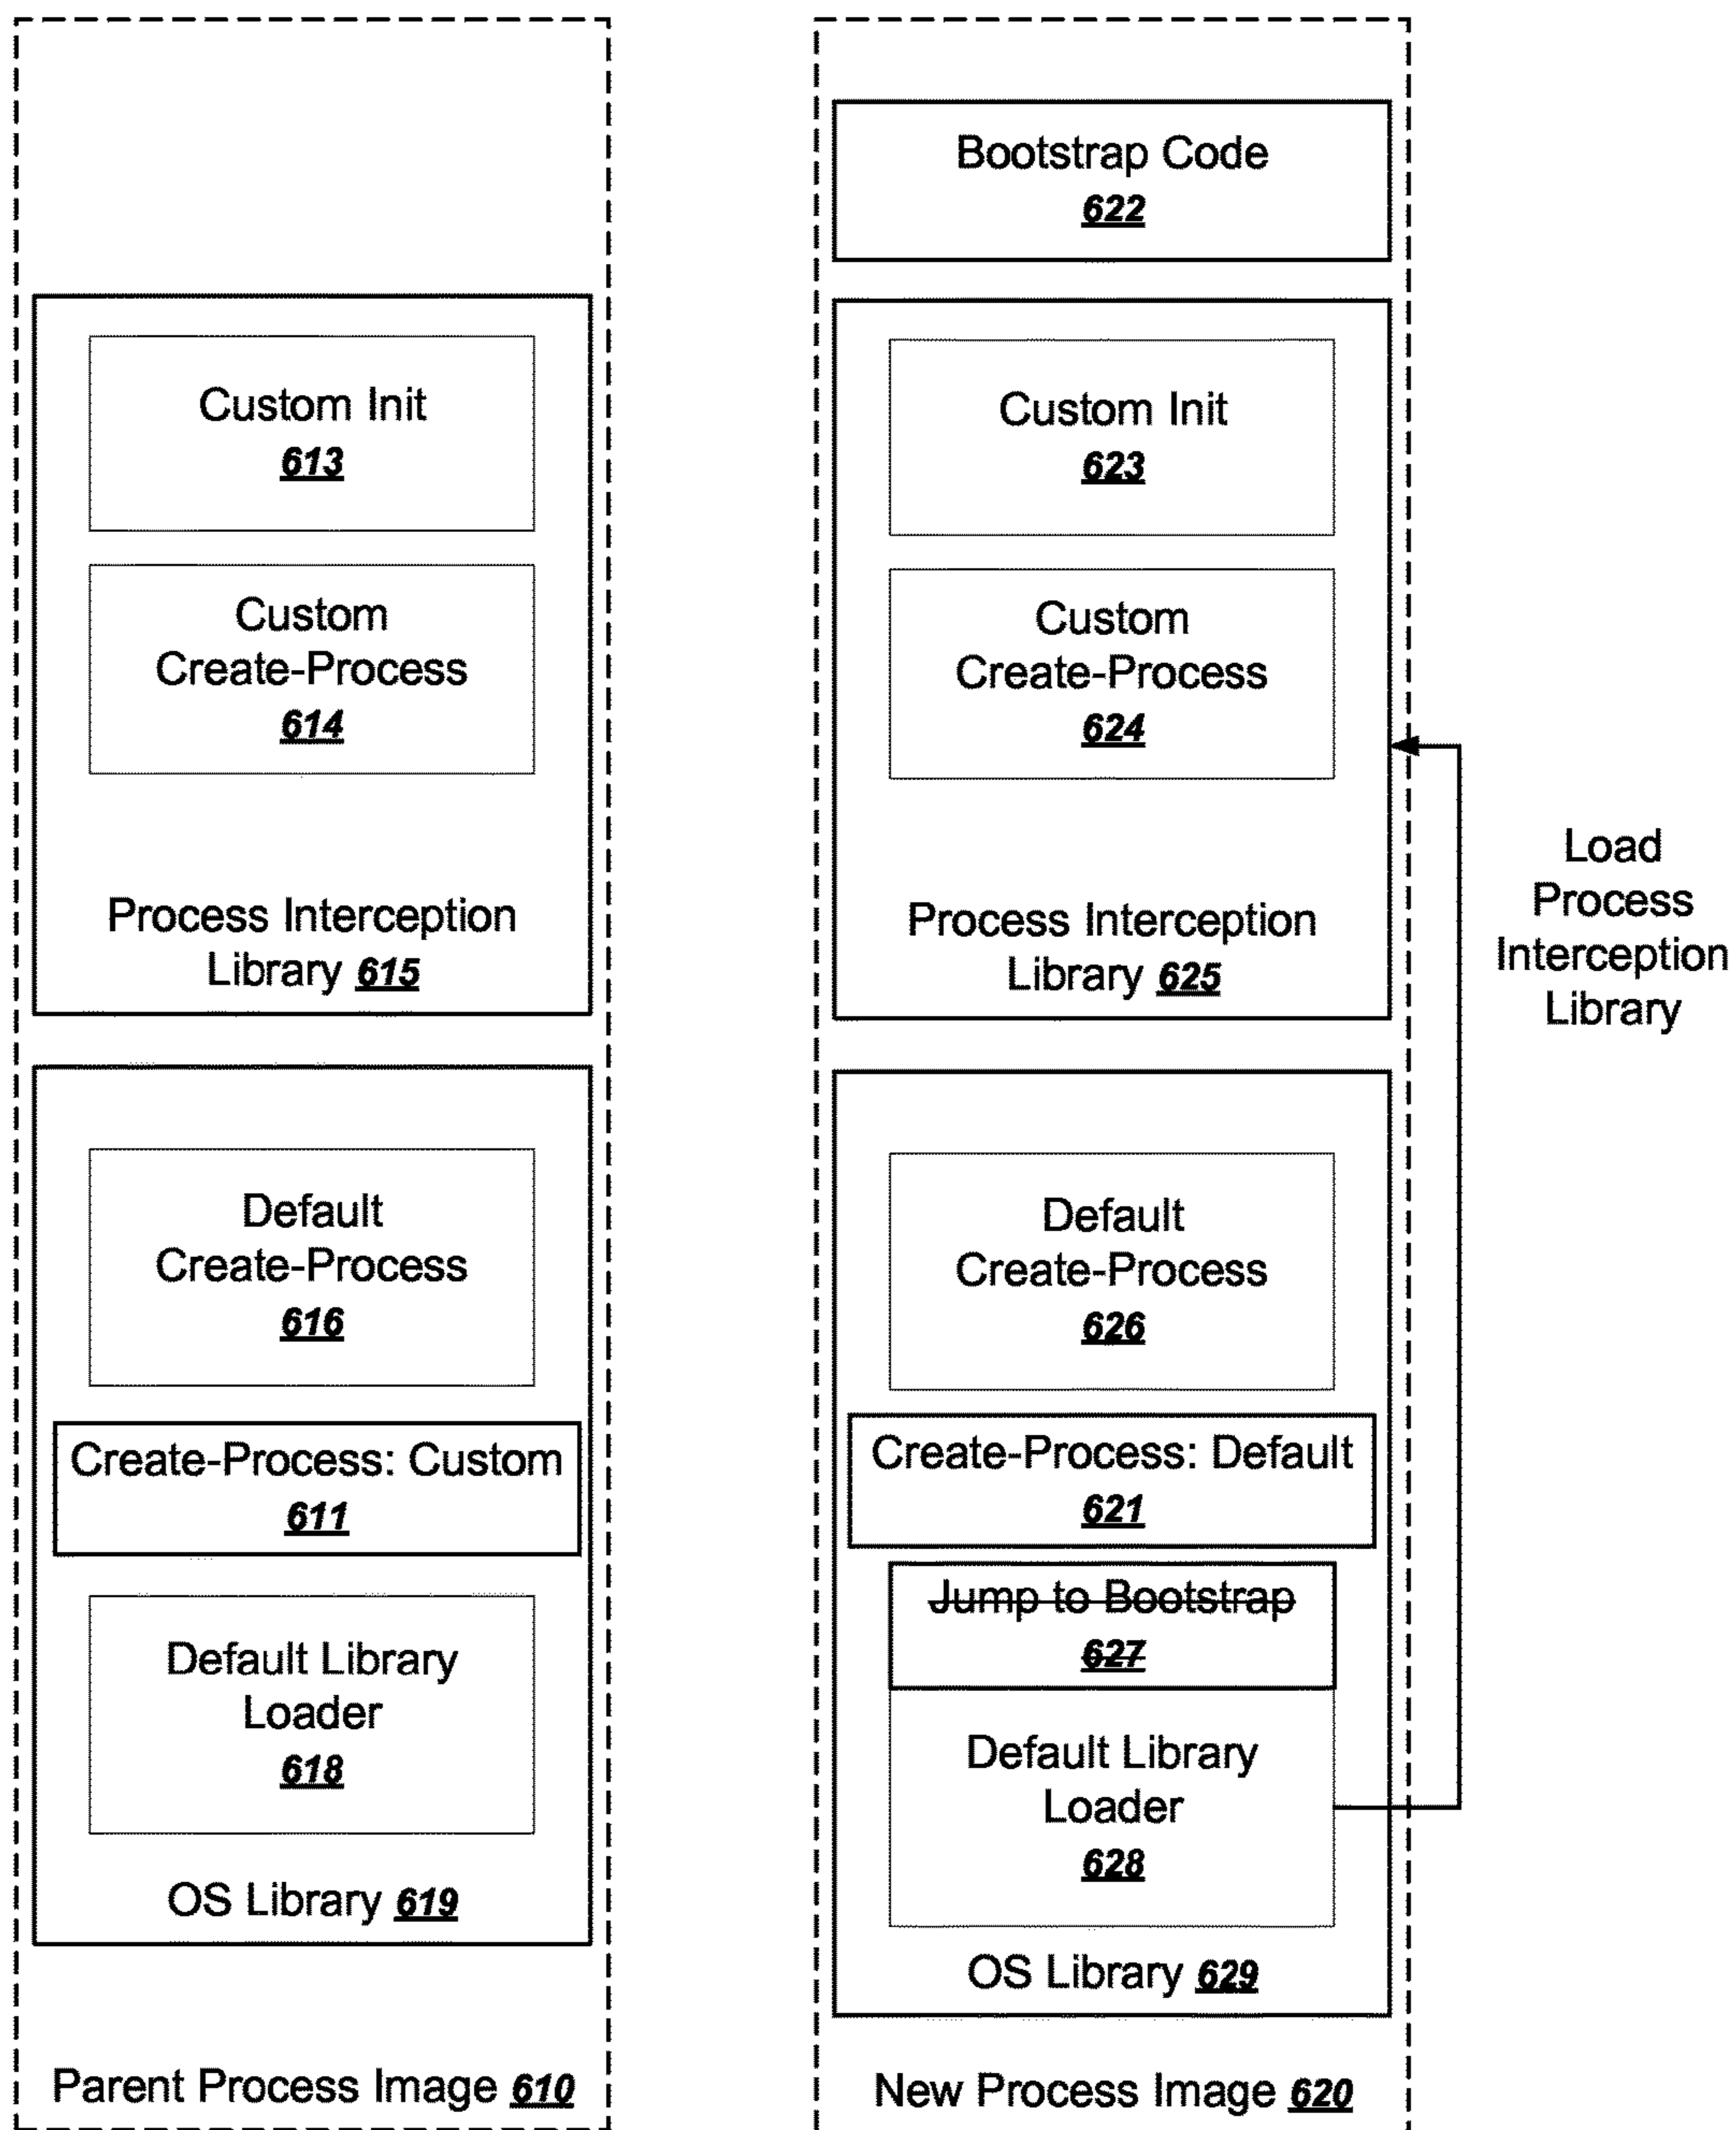 Custom Init
613
Custom
Create-Process
614
Process Interception
Library 615
Default
Create-Process
616
Create-Process: Custom
611
Default Library
Loader
618
OS Library 619
Parent Process Image 610
Bootstrap Code
622
Custom Init
623
Custom
Create-Process
624
Process Interception
Library 625
Default
Create-Process
626
Create-Process: Default
621
Jump to Bootstrap
627
Default Library
Loader
628
OS Library 629
New Process Image 620
Load
Process
Interception
Library